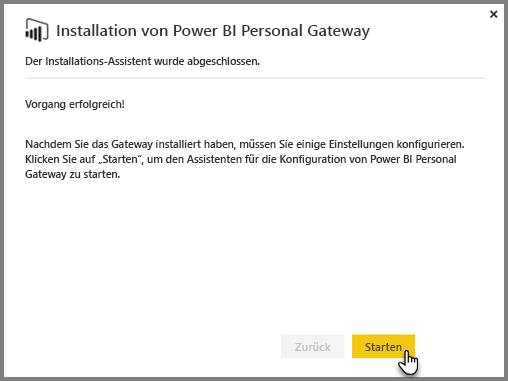 Installation von Power BI Personal Gateway
Der Installations-Assistent wurde abgeschlossen.
Vorgang erfolgreich!
Nachdem Sie das Gateway installiert haben, müssen Sie einige Einstellungen konfigurieren.
Klicken Sie auf „Starten“, um den Assistenten für die Konfiguration von Power BI Personal
Gateway zu starten.
Zurück
Starten